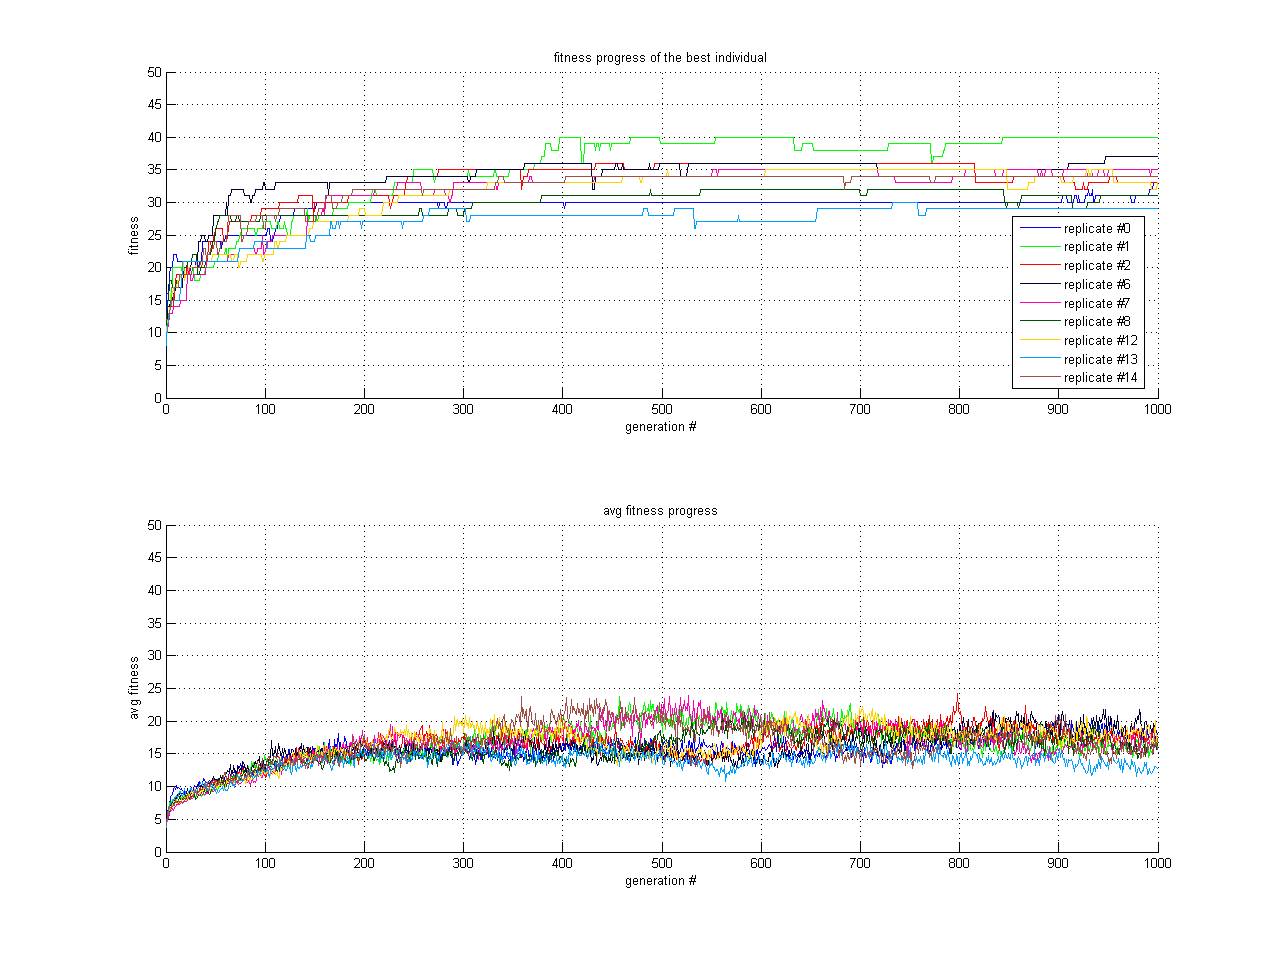 fitness progress of the best individual
50
45
40
35
30
25
20
15
10
5
0
fitness
0 100 200 300 400 500 600 700 800 900 1000
generation #
replicate #0
replicate #1
replicate #2
replicate #6
replicate #7
replicate #8
replicate #12
replicate #13
replicate #14
avg fitness progress
50
45
40
35
30
25
20
15
10
5
0
avg fitness
0 100 200 300 400 500 600 700 800 900 1000
generation #